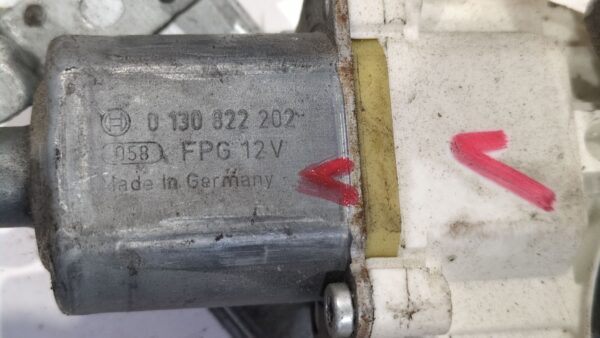 0 130 822 202
058 FPG 12V
Made In Germany